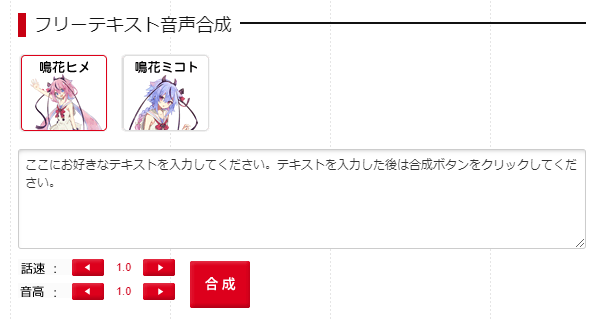 フリーテキスト音声合成
鳴花ヒメ
鳴花ミコト
ここにお好きなテキストを入力してください。テキストを入力した後は合成ボタンをクリックしてくだ
さい。
話速 : 1.0
音高 : 1.0
合成